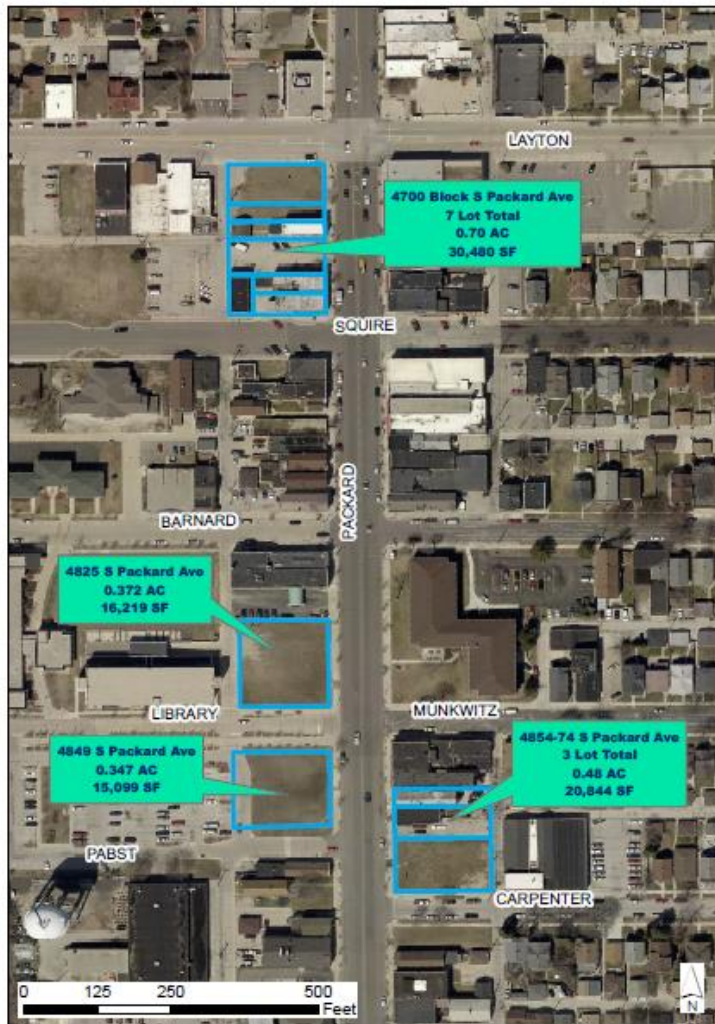 LAYTON
4700 Block S Packard Ave
7 Lot Total
0.70 AC
30,480 SF
SQUIRE
PACKARD
BARNARD
4825 S Packard Ave
0.372 AC
16,219 SF
LIBRARY
MUNKWITZ
4854-74 S Packard Ave
3 Lot Total
0.48 AC
20,844 SF
4849 S Packard Ave
0.347 AC
15,099 SF
PABST
CARPENTER
0 125 250 500
Feet
N